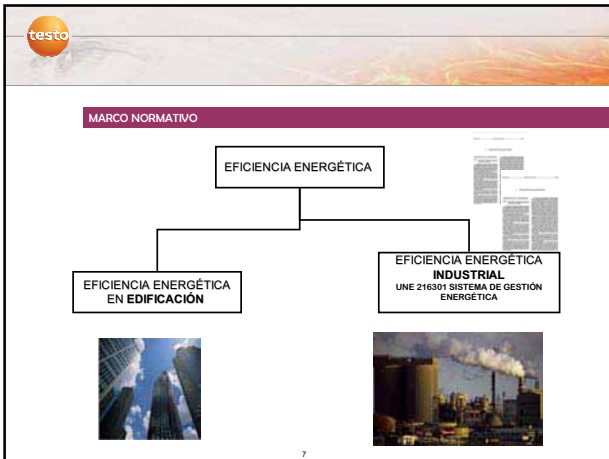 testo
MARCO NORMATIVO
EFICIENCIA ENERGÉTICA
EFICIENCIA ENERGÉTICA
EN EDIFICACIÓN
EFICIENCIA ENERGÉTICA
INDUSTRIAL
UNE 216301 SISTEMA DE GESTIÓN
ENERGÉTICA
7